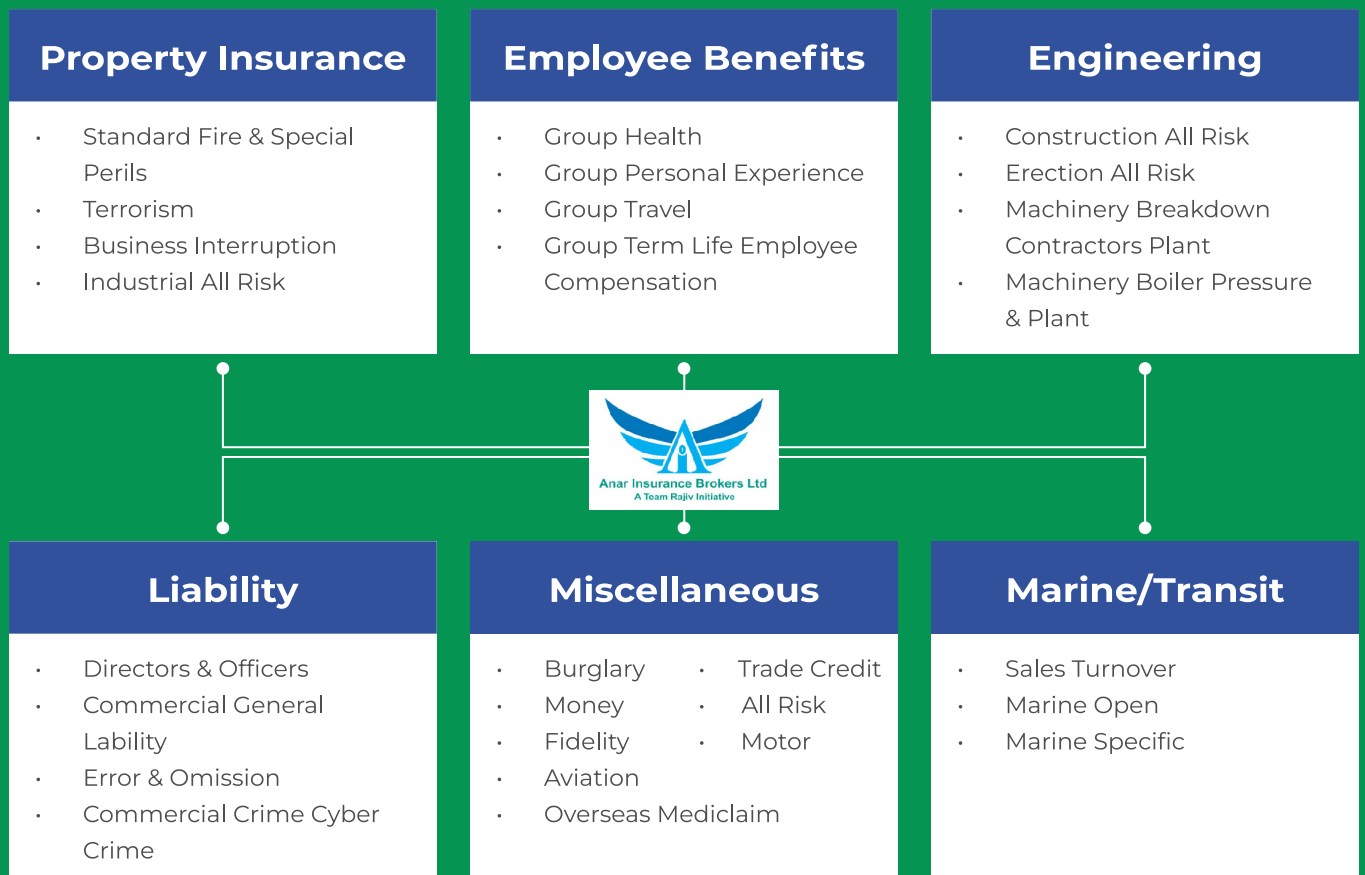 Property Insurance
• Standard Fire & Special
Perils
• Terrorism
• Business Interruption
• Industrial All Risk
Employee Benefits
• Group Health
• Group Personal Experience
• Group Travel
• Group Term Life Employee
Compensation
Engineering
• Construction All Risk
• Erection All Risk
• Machinery Breakdown
Contractors Plant
• Machinery Boiler Pressure
& Plant
Anar Insurance Brokers Ltd
A Team Rajiv Initiative
Liability
• Directors & Officers
• Commercial General
Lability
• Error & Omission
• Commercial Crime Cyber
Crime
Miscellaneous
• Burglary • Trade Credit
• Money • All Risk
• Fidelity • Motor
• Aviation
• Overseas Mediclaim
Marine/Transit
• Sales Turnover
• Marine Open
• Marine Specific